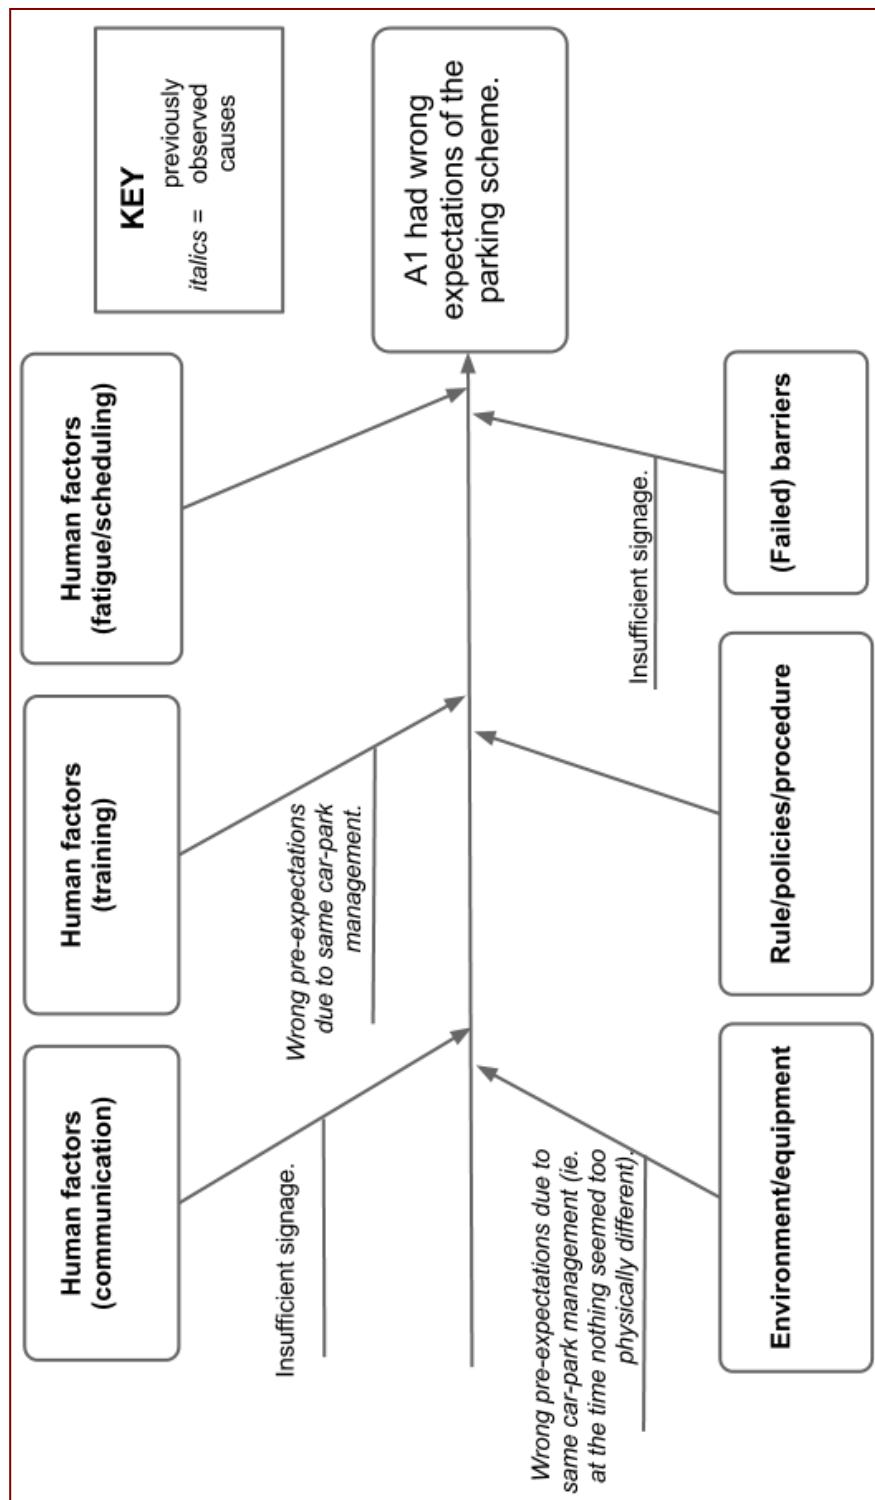 Human factors
(communication)
Human factors
(training)
Human factors
(fatigue/scheduling)
KEY
italics =
previously
observed
causes
Insufficient signage.
Wrong pre-expectations
due to same car-park
management.
A1 had wrong
expectations of the
parking scheme.
Wrong pre-expectations due to
same car-park management (ie.
at the time nothing seemed too
physically different).
Insufficient signage.
Environment/equipment
Rule/policies/procedure
(Failed) barriers